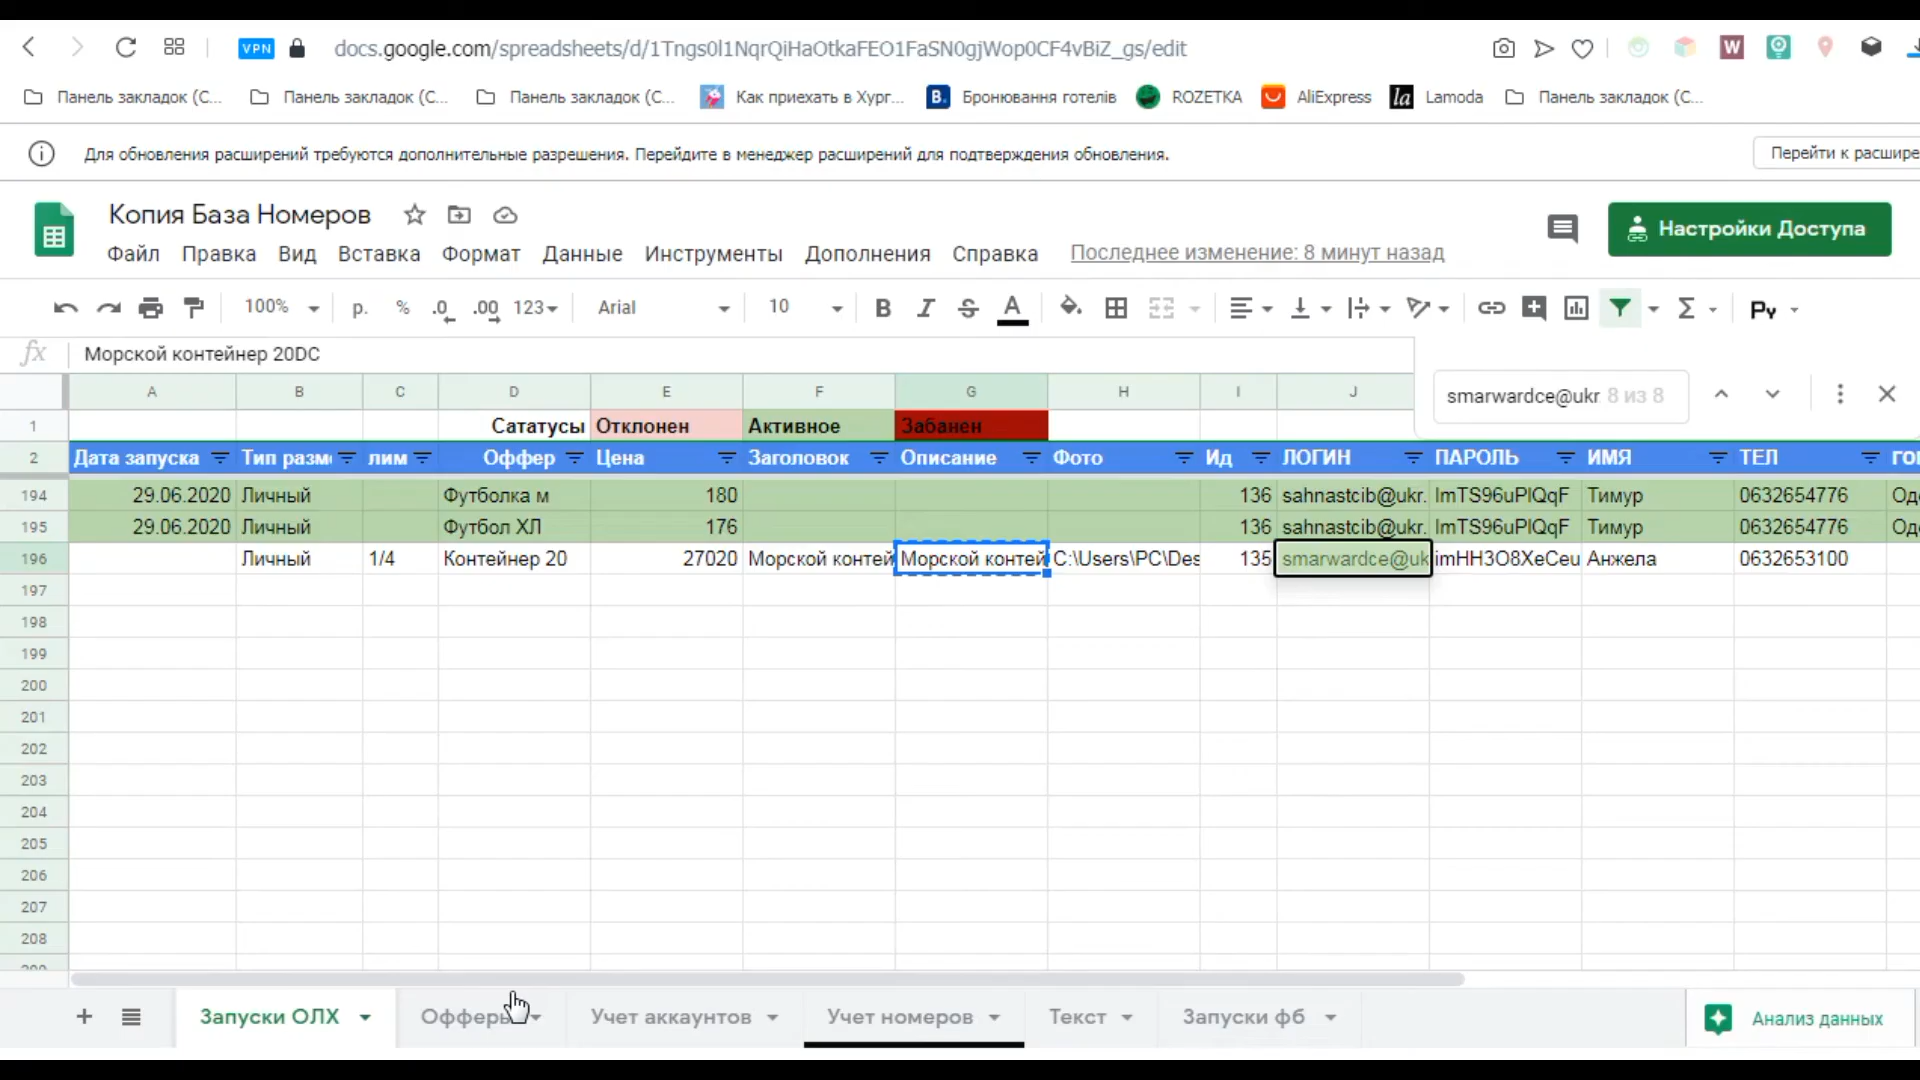 VPN docs.google.com/spreadsheets/d/1Tngs0l1NqrQiHaOtkaFEO1FaSN0gjWop0CF4vBiZ_gs/edit W
Панель закладок (С... Панель закладок (С... Панель закладок (С... Как приехать в Хург... B. Бронювання готелів ROZETKA AliExpress la Lamoda Панель закладок (С...
Для обновления расширений требуются дополнительные разрешения. Перейдите в менеджер расширений для подтверждения обновления. Перейти к расшире
Копия База Номеров
Настройки Доступа
Файл Правка Вид Вставка Формат Данные Инструменты Дополнения Справка Последнее изменение: 8 минут назад
100% р. % .0 .00 123 Arial 10 B I S A Σ Ру
fx Морской контейнер 20DC
smarwardce@ukr 8 из 8
A B C D E F G H I J
1 Сататусы Отклонен Активное Забанен
2 Дата запуска Тип разм лим Оффер Цена Заголовок Описание Фото Ид ЛОГИН ПАРОЛЬ ИМЯ ТЕЛ
194 29.06.2020 Личный Футболка м 180 136 sahnastcib@ukr. ImTS96uPIQqF Тимур 0632654776 Оде
195 29.06.2020 Личный Футбол ХЛ 176 136 sahnastcib@ukr. ImTS96uPIQqF Тимур 0632654776 Оде
196 Личный 1/4 Контейнер 20 27020 Морской контей Морской контей C:\Users\PC\Des 135 smarwardce@uk imHH3O8XeCeu Анжела 0632653100
197
198
199
200
201
202
203
204
205
206
207
208
209
+ Запуски ОЛХ Офферы Учет аккаунтов Учет номеров Текст Запуски фб Анализ данных